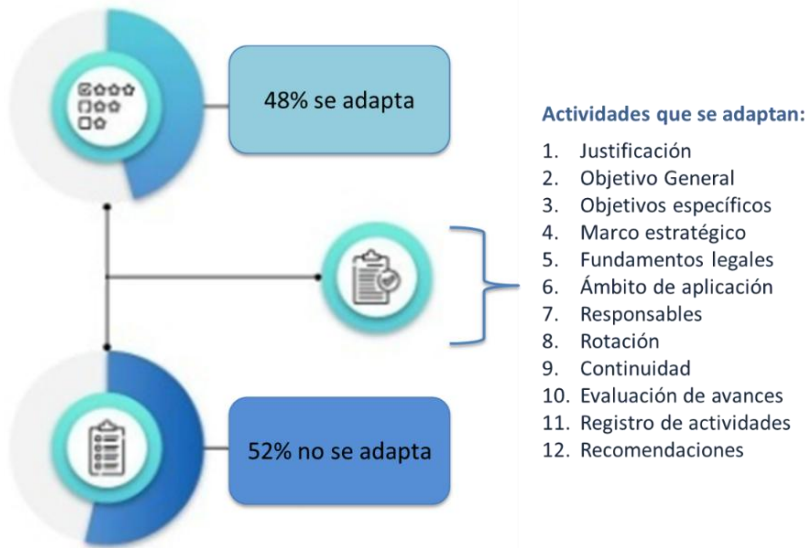 48% se adapta
Actividades que se adaptan:
1. Justificación
2. Objetivo General
3. Objetivos específicos
4. Marco estratégico
5. Fundamentos legales
6. Ámbito de aplicación
7. Responsables
8. Rotación
9. Continuidad
10. Evaluación de avances
11. Registro de actividades
12. Recomendaciones
52% no se adapta